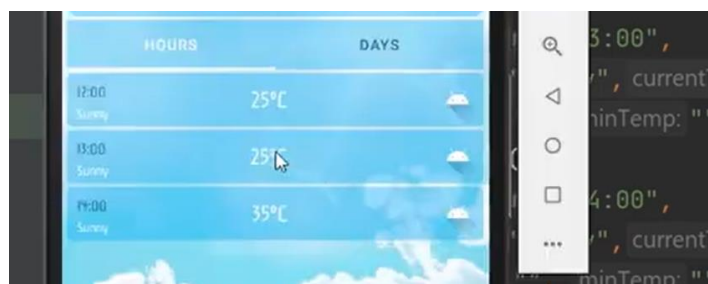 HOURS DAYS
12:00
25°C
Sunny
13:00
25°C
Sunny
14:00
35°C
Sunny
3:00",
", current
minTemp: "
4:00",
", current
minTemp: "